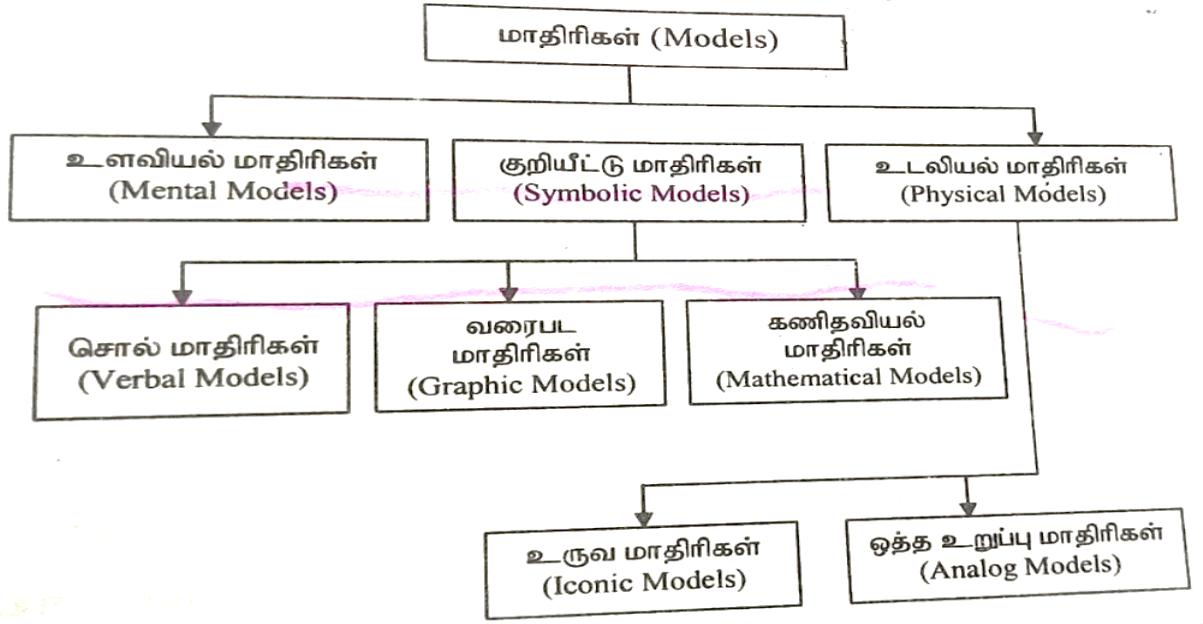 மாதிரிகள் (Models)
உளவியல் மாதிரிகள்
(Mental Models)
குறியீட்டு மாதிரிகள்
(Symbolic Models)
உடலியல் மாதிரிகள்
(Physical Models)
சொல் மாதிரிகள்
(Verbal Models)
வரைபட
மாதிரிகள்
(Graphic Models)
கணிதவியல்
மாதிரிகள்
(Mathematical Models)
உருவ மாதிரிகள்
(Iconic Models)
ஒத்த உறுப்பு மாதிரிகள்
(Analog Models)